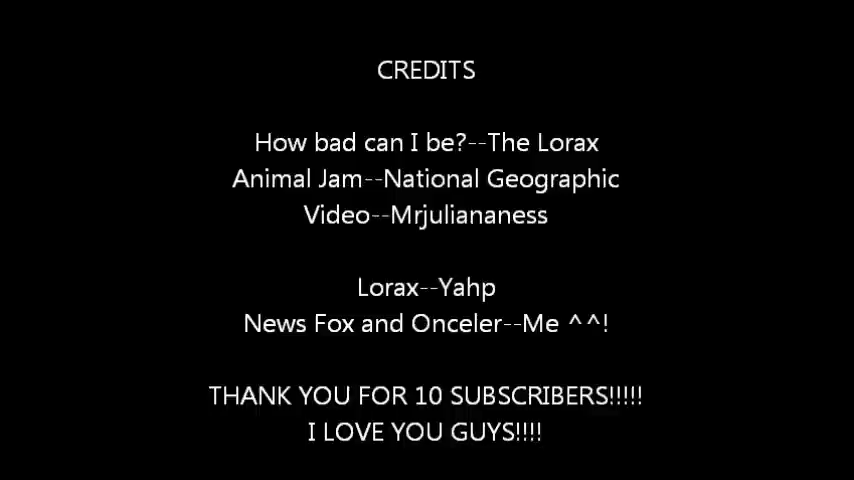 CREDITS
How bad can I be?--The Lorax
Animal Jam--National Geographic
Video--Mrjuliananess
Lorax--Yahp
News Fox and Onceler--Me ^^!
THANK YOU FOR 10 SUBSCRIBERS!!!!!
I LOVE YOU GUYS!!!!